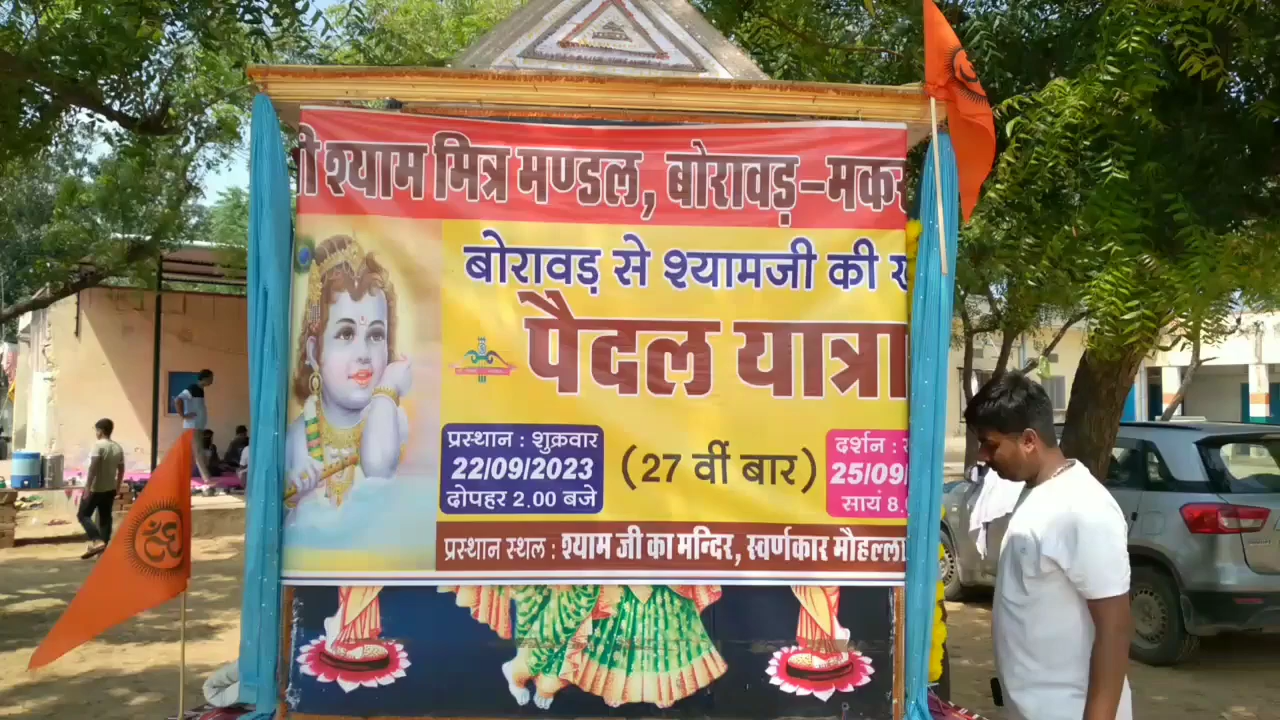 श्याम मित्र मण्डल, बोरावड़-मक
बोरावड़ से श्यामजी की
पैदल यात्रा
प्रस्थान : शुक्रवार
22/09/2023
दोपहर 2.00 बजे
(27 वीं बार)
दर्शन :
25/09/
सायं 8.
प्रस्थान स्थल : श्याम जी का मन्दिर, स्वर्णकार मौहल्ला
ॐ